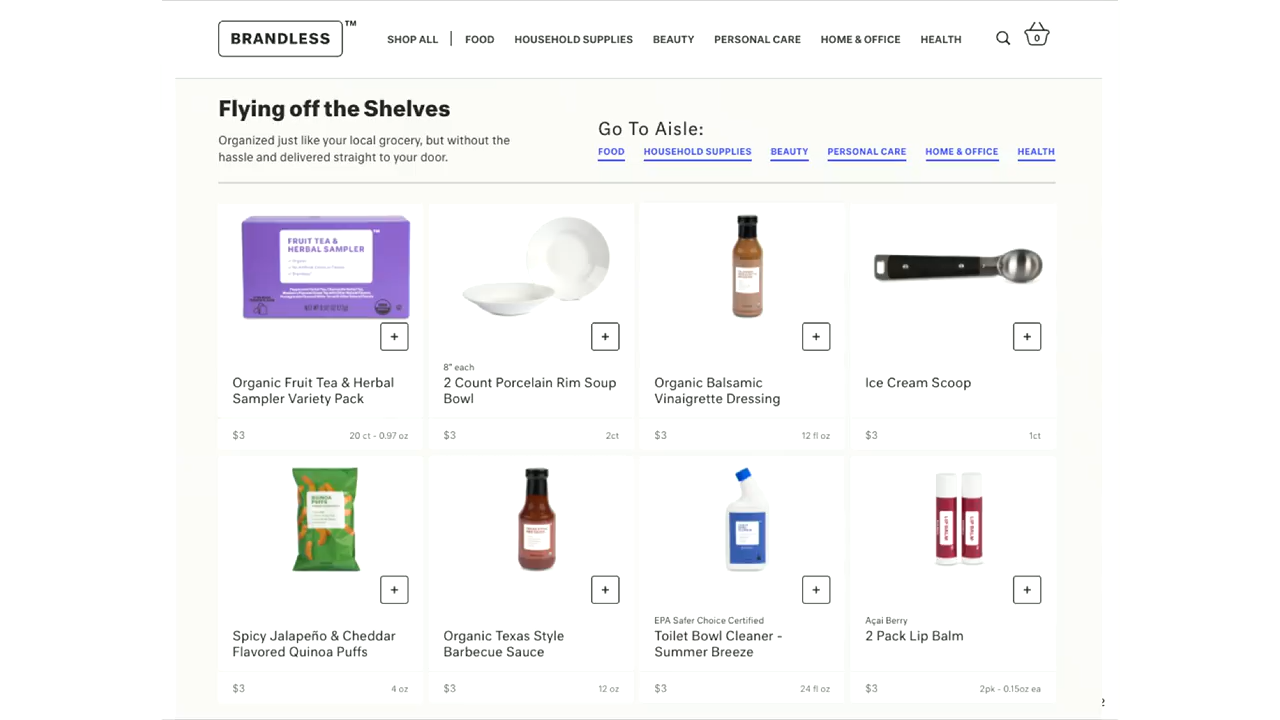 BRANDLESS™
SHOP ALL | FOOD HOUSEHOLD SUPPLIES BEAUTY PERSONAL CARE HOME & OFFICE HEALTH
0
Flying off the Shelves
Organized just like your local grocery, but without the
hassle and delivered straight to your door.
Go To Aisle:
FOOD HOUSEHOLD SUPPLIES BEAUTY PERSONAL CARE HOME & OFFICE HEALTH
FRUIT TEA &
HERBAL SAMPLER
+
Organic Fruit Tea & Herbal
Sampler Variety Pack
$3 20 ct - 0.97 oz
+
8" each
2 Count Porcelain Rim Soup
Bowl
$3 2ct
+
Organic Balsamic
Vinaigrette Dressing
$3 12 fl oz
+
Ice Cream Scoop
$3 1ct
QUINOA
PUFFS
+
Spicy Jalapeño & Cheddar
Flavored Quinoa Puffs
$3 4 oz
+
Organic Texas Style
Barbecue Sauce
$3 12 oz
+
EPA Safer Choice Certified
Toilet Bowl Cleaner -
Summer Breeze
$3 24 fl oz
LIP BALM
LIP BALM
+
Açai Berry
2 Pack Lip Balm
$3 2pk - 0.15oz ea
2